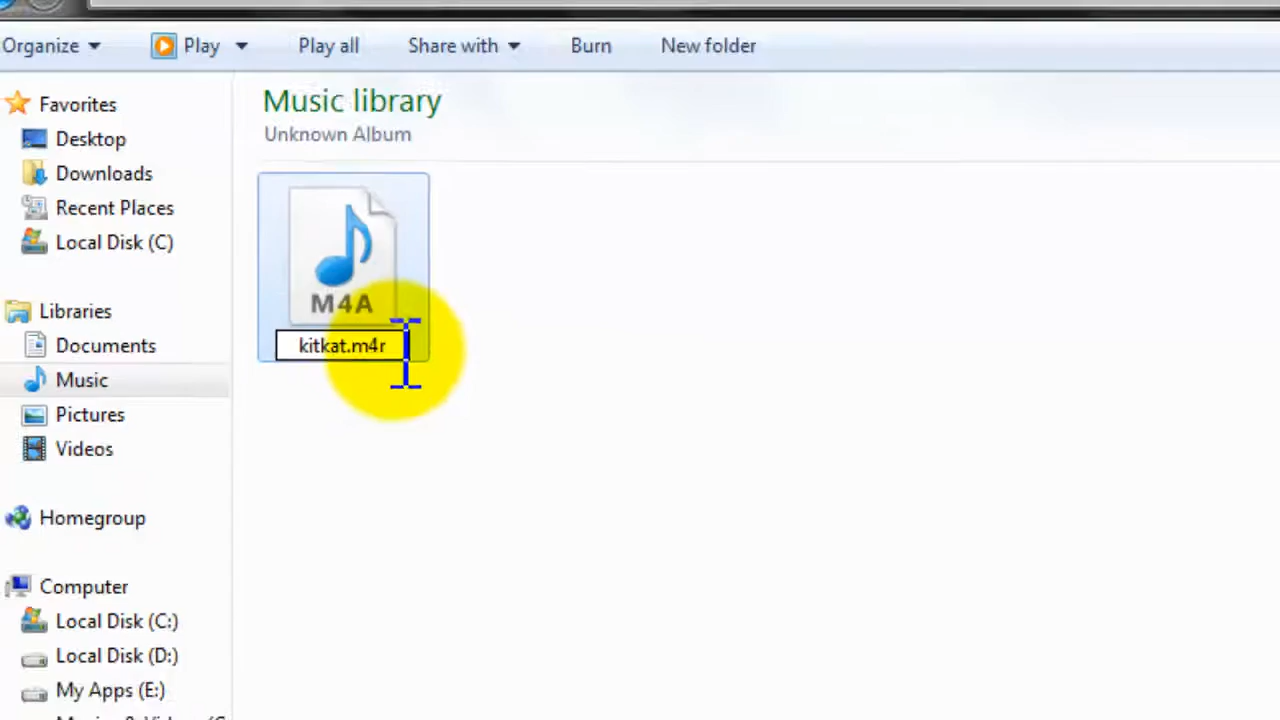 Organize Play Play all Share with Burn New folder
Favorites
Desktop
Downloads
Recent Places
Local Disk (C)
Libraries
Documents
Music
Pictures
Videos
Homegroup
Computer
Local Disk (C:)
Local Disk (D:)
My Apps (E:)
Music library
Unknown Album
M4A
kitkat.m4r